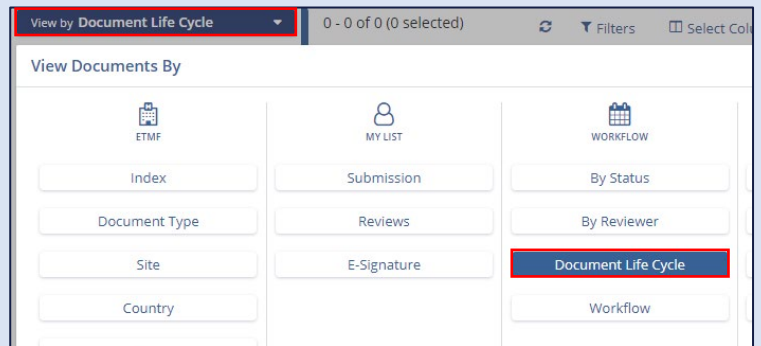 View by Document Life Cycle
0 - 0 of 0 (0 selected)
Filters
Select Colu
View Documents By
ETMF
MY LIST
WORKFLOW
Index
Submission
By Status
Document Type
Reviews
By Reviewer
Site
E-Signature
Document Life Cycle
Country
Workflow